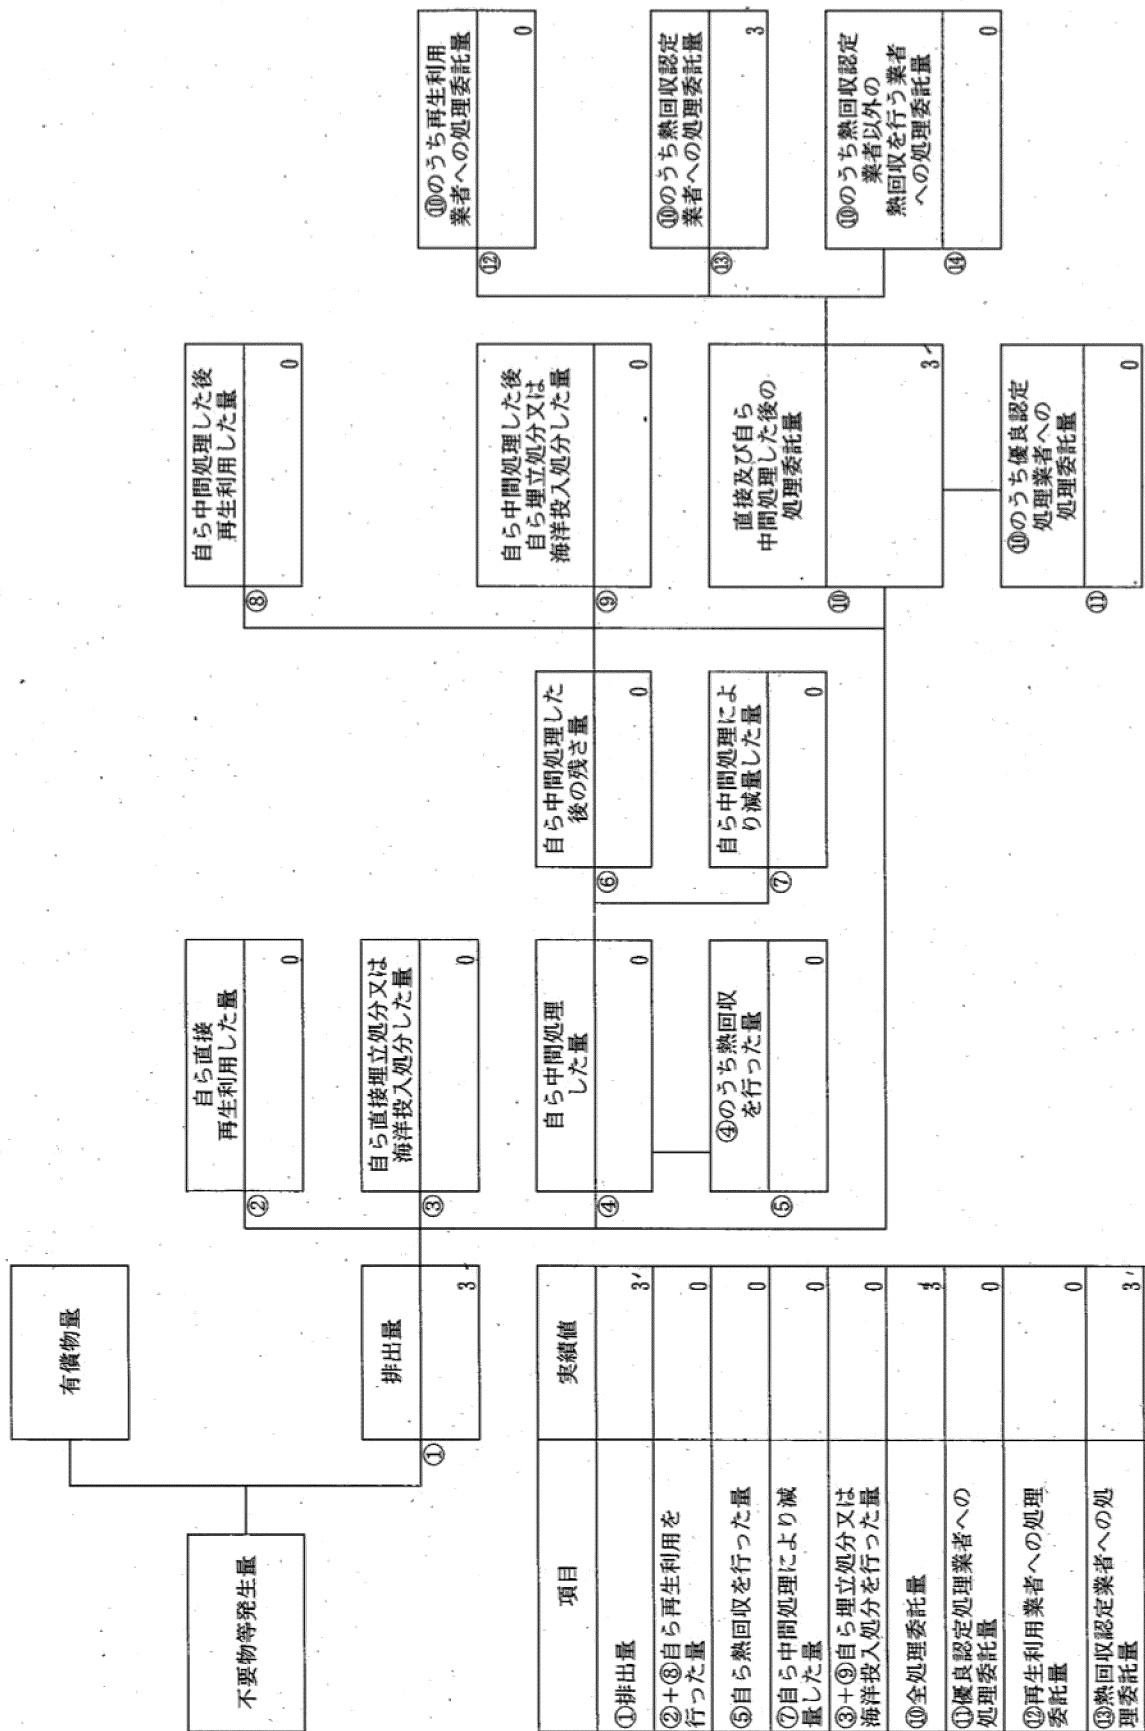 不要物等発生量
有償物量
排出量
①
3
自ら直接
再生利用した量
②
0
自ら直接埋立処分又は
海洋投入処分した量
③
0
自ら中間処理
した量
④
0
④のうち熱回収
を行った量
⑤
0
自ら中間処理した
後の残さ量
⑥
0
自ら中間処理によ
り減量した量
⑦
0
自ら中間処理した後
再生利用した量
⑧
0
自ら中間処理した後
自ら埋立処分又は
海洋投入処分した量
⑨
0
直接及び自ら
中間処理した後の
処理委託量
⑩
3
⑩のうち優良認定
処理業者への
処理委託量
⑪
0
⑩のうち再生利用
業者への処理委託量
⑫
0
⑩のうち熱回収認定
業者への処理委託量
⑬
3
⑩のうち熱回収認定
業者以外の
熱回収を行う業者
への処理委託量
⑭
0
項目 実績値
①排出量 3
②+⑧自ら再生利用を
行った量 0
⑤自ら熱回収を行った量 0
⑦自ら中間処理により減
量した量 0
③+⑨自ら埋立処分又は
海洋投入処分を行った量 0
⑩全処理委託量 3
⑪優良認定処理業者への
処理委託量 0
⑫再生利用業者への処理
委託量 0
⑬熱回収認定業者への処
理委託量 3